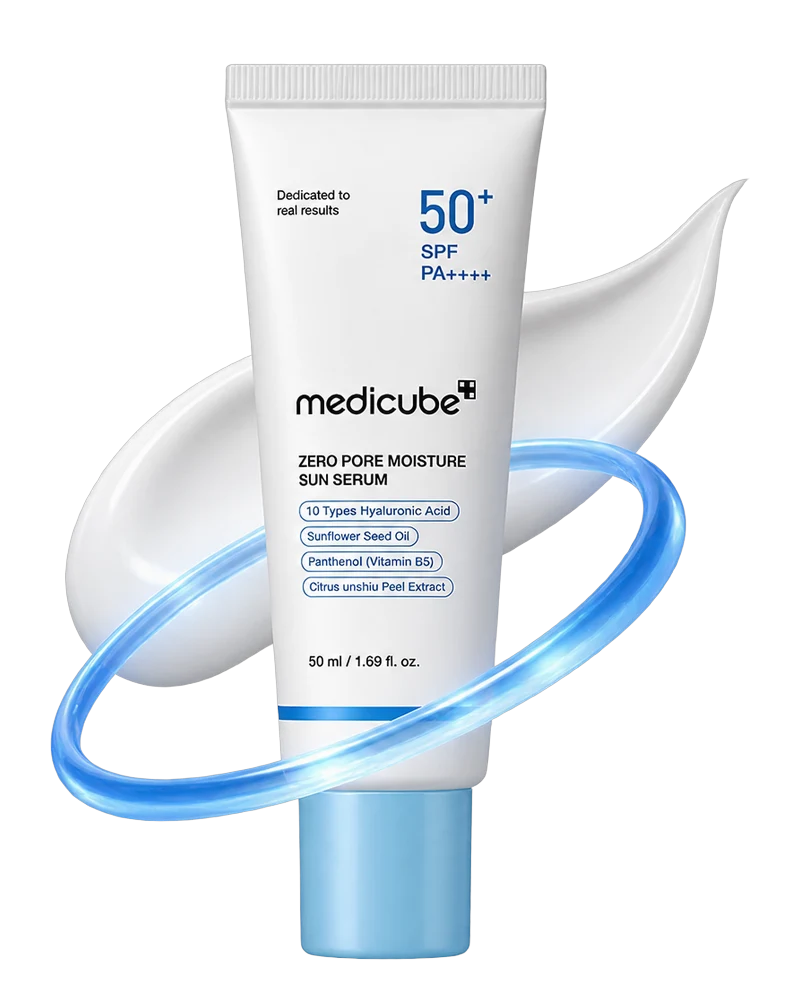 Dedicated to
real results
50+
SPF
PA++++
medicube
ZERO PORE MOISTURE
SUN SERUM
10 Types Hyaluronic Acid
Sunflower Seed Oil
Panthenol (Vitamin B5)
Citrus unshiu Peel Extract
50 ml / 1.69 fl. oz.